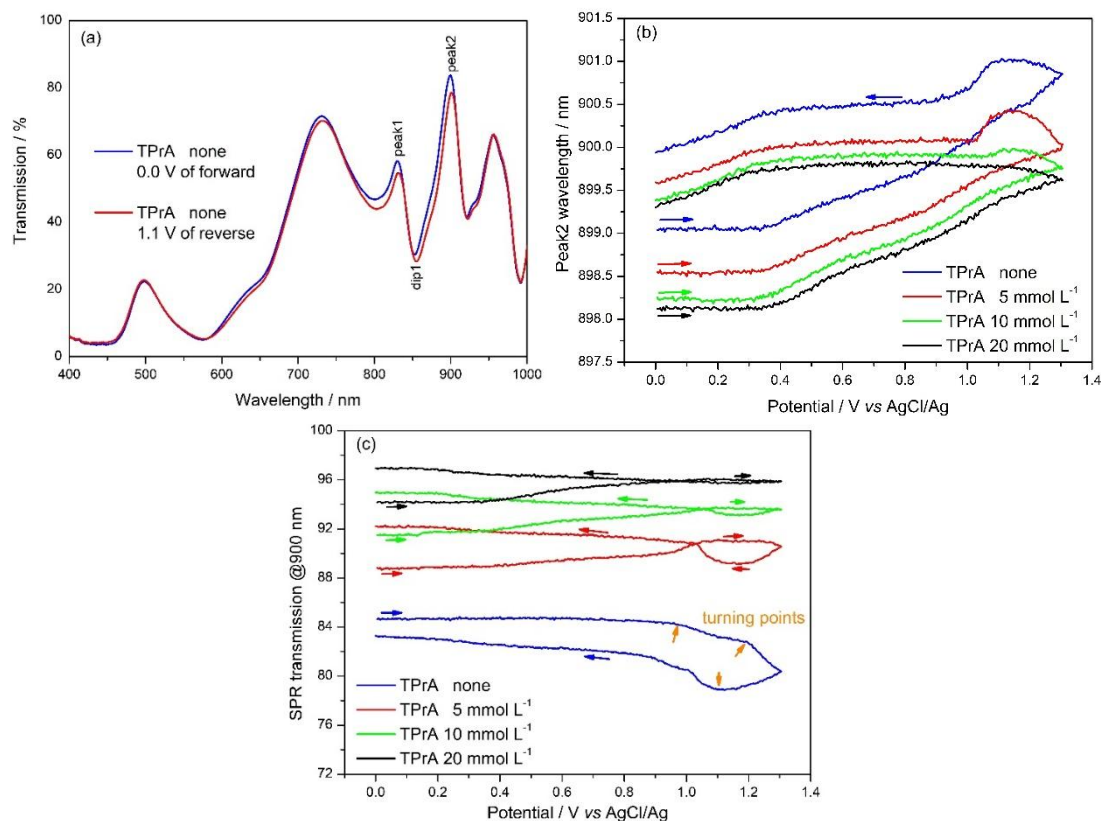 (a)
100
80
60
40
20
0
Transmission / %
peak1
peak2
dip1
TPrA none
0.0 V of forward
TPrA none
1.1 V of reverse
400 500 600 700 800 900 1000
Wavelength / nm
(b)
901.5
901.0
900.5
900.0
899.5
899.0
898.5
898.0
897.5
Peak2 wavelength / nm
TPrA none
TPrA 5 mmol L⁻¹
TPrA 10 mmol L⁻¹
TPrA 20 mmol L⁻¹
0.0 0.2 0.4 0.6 0.8 1.0 1.2 1.4
Potential / V vs AgCl/Ag
(c)
100
96
92
88
84
80
76
72
SPR transmission @900 nm
turning points
TPrA none
TPrA 5 mmol L⁻¹
TPrA 10 mmol L⁻¹
TPrA 20 mmol L⁻¹
0.0 0.2 0.4 0.6 0.8 1.0 1.2 1.4
Potential / V vs AgCl/Ag